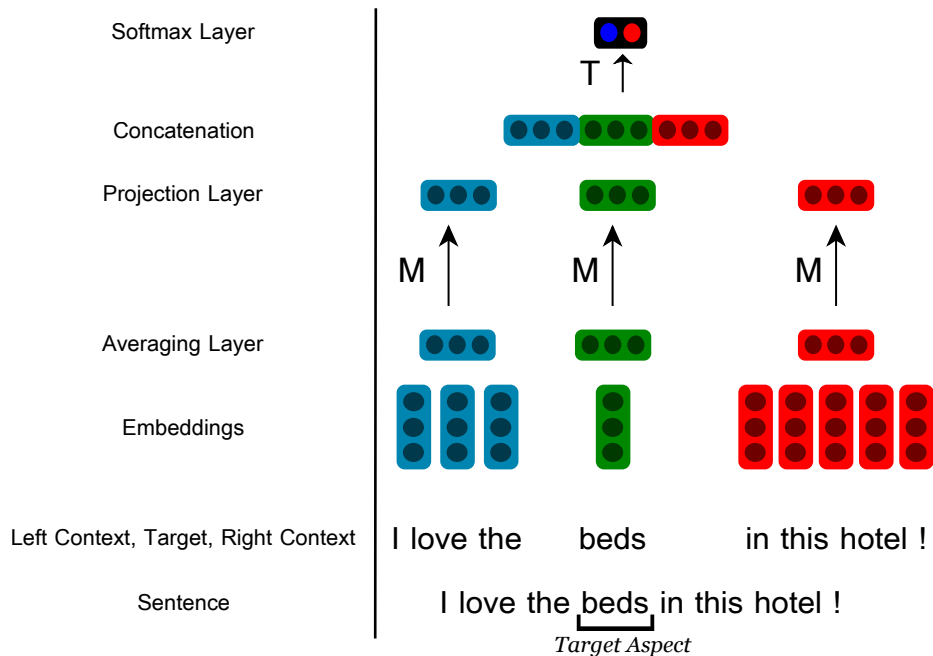 Softmax Layer
T
Concatenation
Projection Layer
M M M
Averaging Layer
Embeddings
Left Context, Target, Right Context I love the beds in this hotel !
Sentence I love the beds in this hotel !
Target Aspect